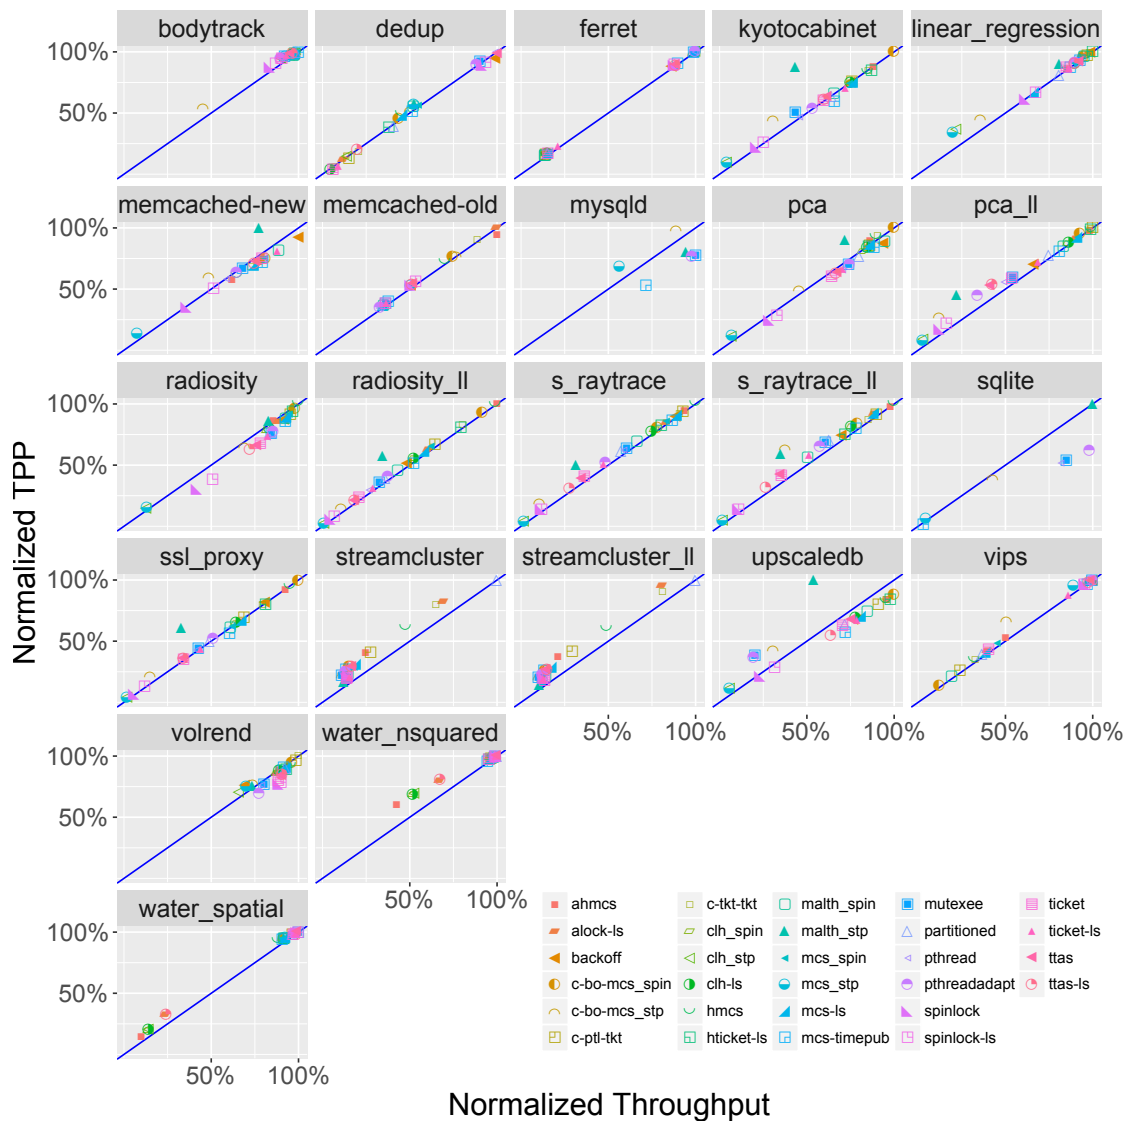 bodytrack dedup ferret kyotocabinet linear_regression
100%
50%
memcached-new memcached-old mysqld pca pca_ll
100%
50%
radiosity radiosity_ll s_raytrace s_raytrace_ll sqlite
100%
50%
ssl_proxy streamcluster streamcluster_ll upscaledb vips
100%
50%
50% 100% 50% 100% 50% 100%
volrend water_nsquared
100%
50%
50% 100%
water_spatial
100%
50%
50% 100%
Normalized TPP
Normalized Throughput
ahmcs c-tkt-tkt malth_spin mutexee ticket
alock-ls clh_spin malth_stp partitioned ticket-ls
backoff clh_stp mcs_spin pthread ttas
c-bo-mcs_spin clh-ls mcs_stp pthreadadapt ttas-ls
c-bo-mcs_stp hmcs mcs-ls spinlock
c-ptl-tkt hticket-ls mcs-timepub spinlock-ls